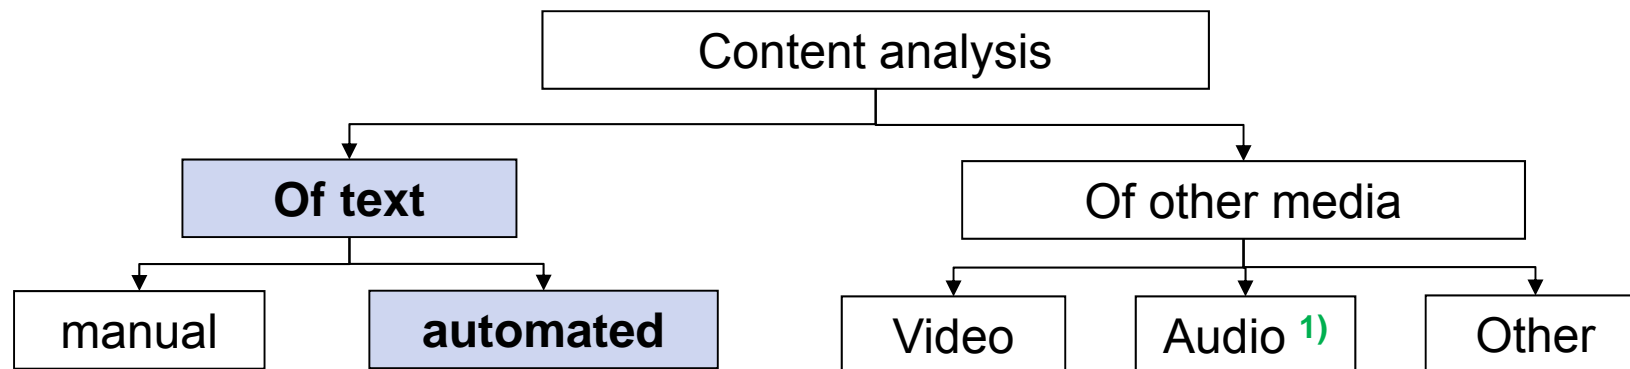 Content analysis
Of text
Of other media
manual
automated
Video
Audio 1)
Other